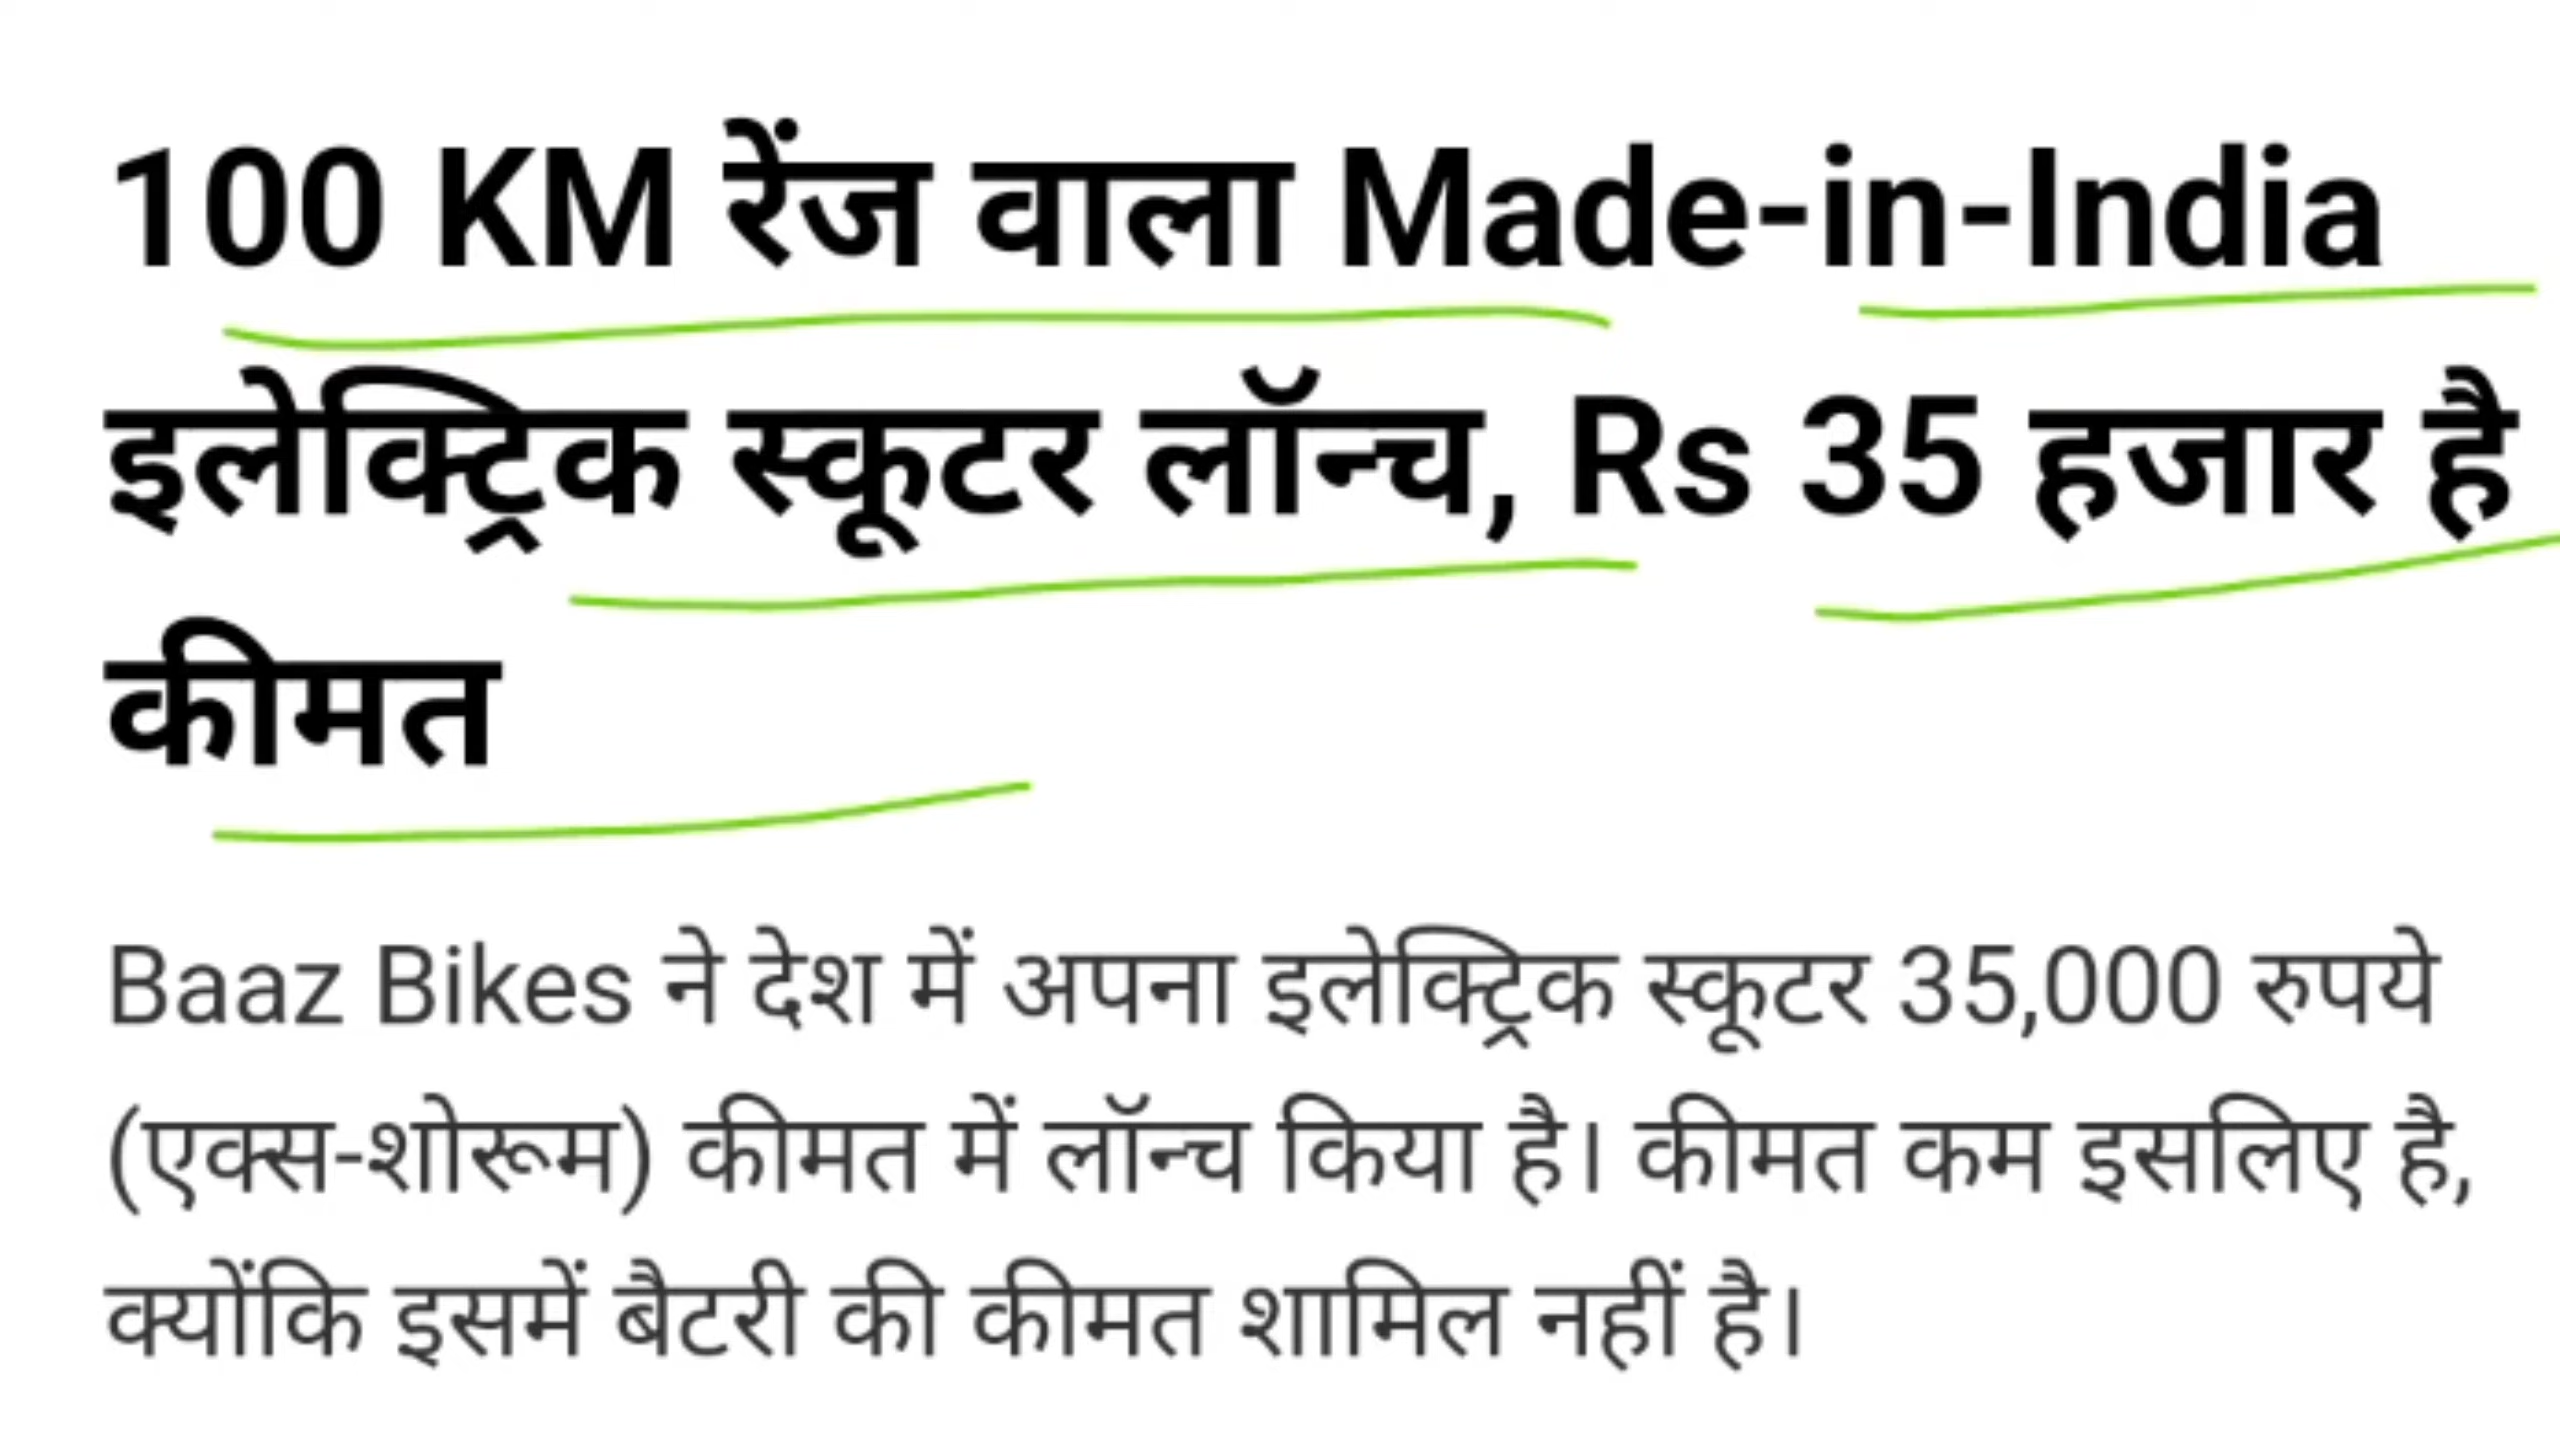 100 KM रेंज वाला Made-in-India
इलेक्ट्रिक स्कूटर लॉन्च, Rs 35 हजार है
कीमत
Baaz Bikes ने देश में अपना इलेक्ट्रिक स्कूटर 35,000 रुपये
(एक्स-शोरूम) कीमत में लॉन्च किया है। कीमत कम इसलिए है,
क्योंकि इसमें बैटरी की कीमत शामिल नहीं है।